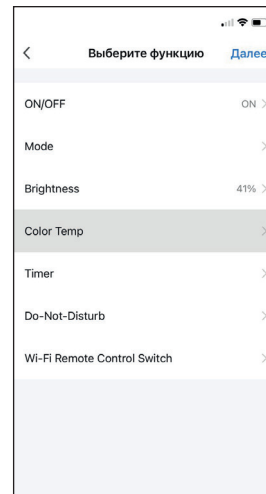 Выберите функцию Далее
ON/OFF ON
Mode
Brightness 41%
Color Temp
Timer
Do-Not-Disturb
Wi-Fi Remote Control Switch